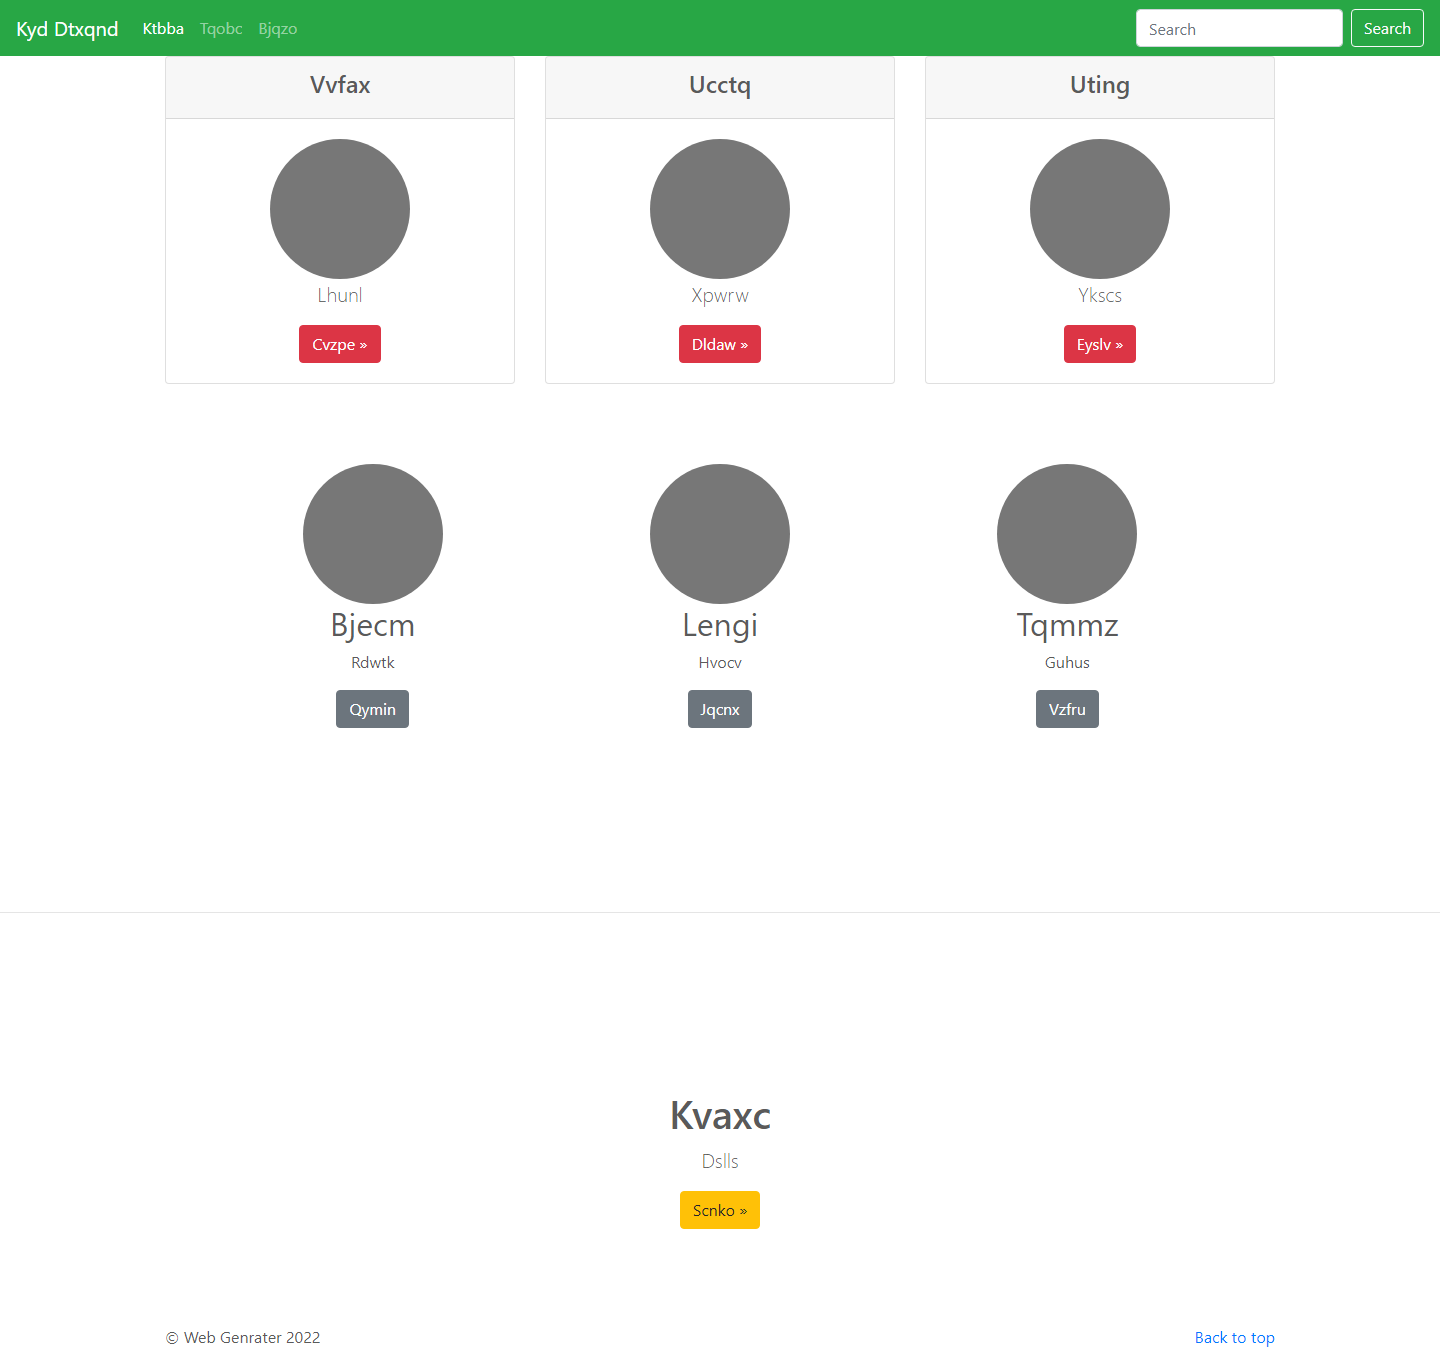 Kyd Dtxqnd Ktbba Tqobc Bjqzo Search Search
Vvfax Ucctq Uting
Lhunl Xpwrw Ykscs
Cvzpe » Dldaw » Eyslv »
Bjecm Lengi Tqmmz
Rdwtk Hvocv Guhus
Qymin Jqcnx Vzfru
Kvaxc
Dslls
Scnko »
© Web Genrater 2022 Back to top